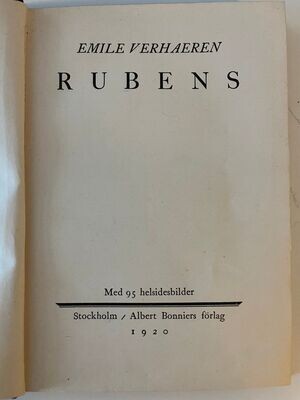 EMILE VERHAEREN
RUBENS
Med 95 helsidesbilder
Stockholm / Albert Bonniers förlag
1920